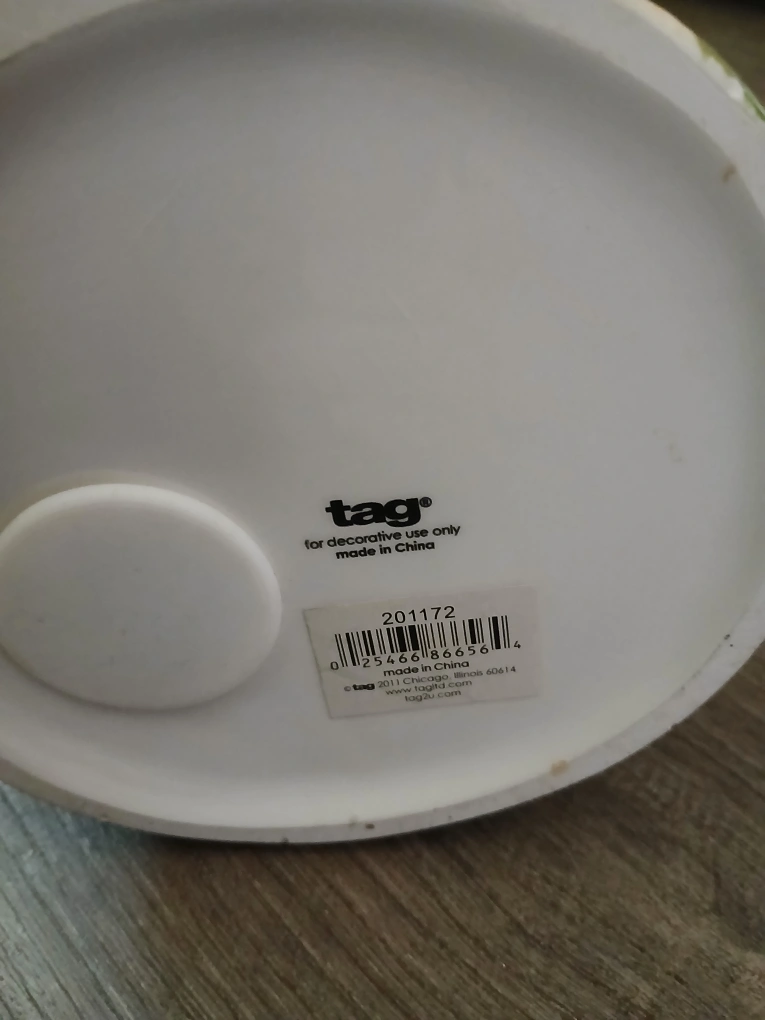 tag®
for decorative use only
made in China
201172
0 25466 86656 4
made in China
© tag 2011 Chicago, Illinois 60614
www.tagltd.com
tag2u.com